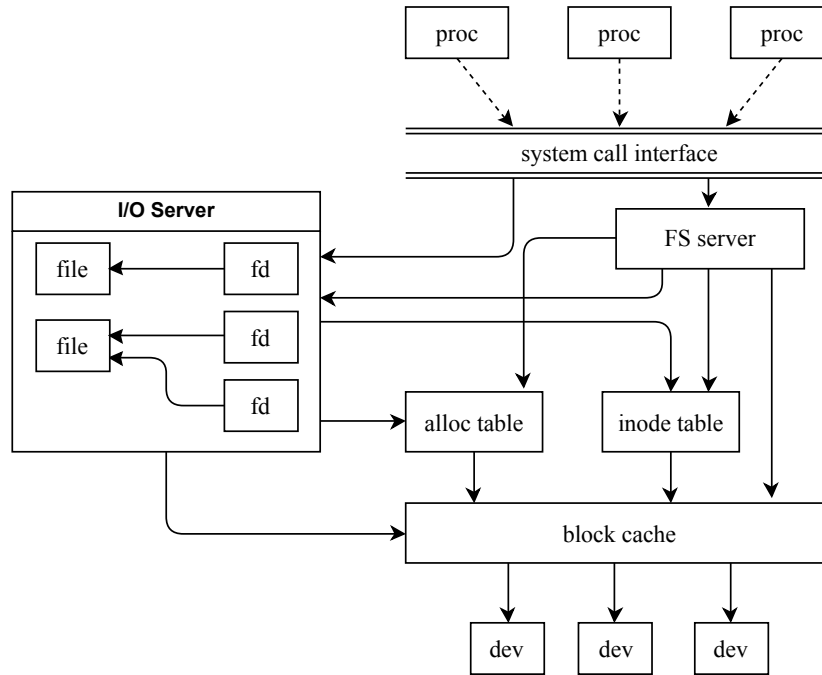 proc
proc
proc
system call interface
I/O Server
FS server
file
fd
file
fd
fd
alloc table
inode table
block cache
dev
dev
dev